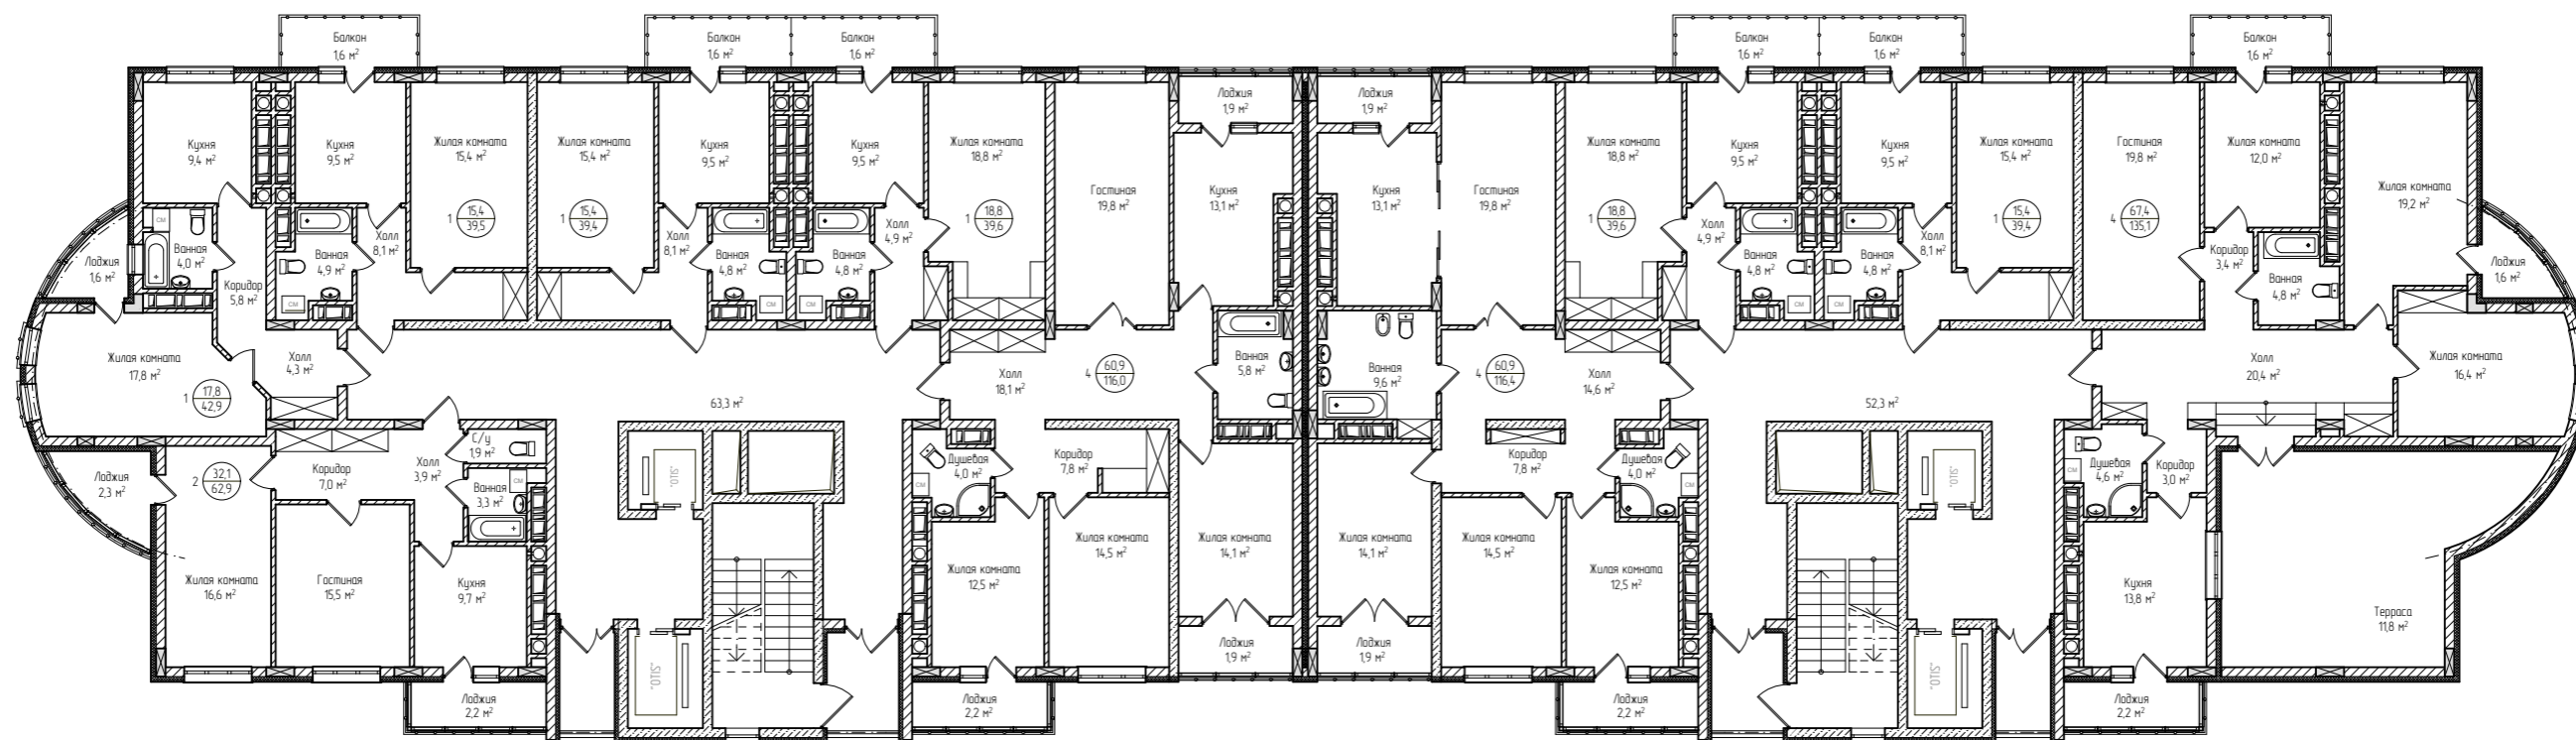 Балкон
1,6 м²
Балкон
1,6 м²
Балкон
1,6 м²
Балкон
1,6 м²
Балкон
1,6 м²
Балкон
1,6 м²
Кухня
9,4 м²
Кухня
9,5 м²
Жилая комната
15,4 м²
1 15,4
39,5
Жилая комната
15,4 м²
1 15,4
39,4
Кухня
9,5 м²
Кухня
9,5 м²
Жилая комната
18,8 м²
1 18,8
39,6
Гостиная
19,8 м²
Лоджия
1,9 м²
Кухня
13,1 м²
Лоджия
1,9 м²
Кухня
13,1 м²
Гостиная
19,8 м²
Жилая комната
18,8 м²
1 18,8
39,6
Кухня
9,5 м²
Кухня
9,5 м²
Жилая комната
15,4 м²
1 15,4
39,4
Гостиная
19,8 м²
4 67,4
135,1
Жилая комната
12,0 м²
Жилая комната
19,2 м²
Лоджия
1,6 м²
СМ
Ванная
4,0 м²
Коридор
5,8 м²
Ванная
4,9 м²
СМ
Холл
8,1 м²
Холл
8,1 м²
Ванная
4,8 м²
СМ
Ванная
4,8 м²
СМ
Холл
4,9 м²
Холл
4,9 м²
Ванная
4,8 м²
СМ
Ванная
4,8 м²
СМ
Холл
8,1 м²
Коридор
3,4 м²
Ванная
4,8 м²
Лоджия
1,6 м²
Жилая комната
17,8 м²
1 17,8
42,9
Холл
4,3 м²
63,3 м²
Холл
18,1 м²
4 60,9
116,0
Ванная
5,8 м²
Ванная
9,6 м²
4 60,9
116,4
Холл
14,6 м²
52,3 м²
Холл
20,4 м²
Жилая комната
16,4 м²
Лоджия
2,3 м²
2 32,1
62,9
Коридор
7,0 м²
Холл
3,9 м²
С/у
1,9 м²
Ванная
3,3 м²
СМ
OTIS.
Душевая
4,0 м²
СМ
Коридор
7,8 м²
Коридор
7,8 м²
Душевая
4,0 м²
СМ
OTIS.
СМ
Душевая
4,6 м²
Коридор
3,0 м²
Жилая комната
16,6 м²
Гостиная
15,5 м²
Кухня
9,7 м²
Жилая комната
12,5 м²
Жилая комната
14,5 м²
Жилая комната
14,1 м²
Жилая комната
14,1 м²
Жилая комната
14,5 м²
Жилая комната
12,5 м²
Кухня
13,8 м²
Терраса
11,8 м²
Лоджия
2,2 м²
OTIS.
Лоджия
2,2 м²
Лоджия
1,9 м²
Лоджия
1,9 м²
Лоджия
2,2 м²
OTIS.
Лоджия
2,2 м²